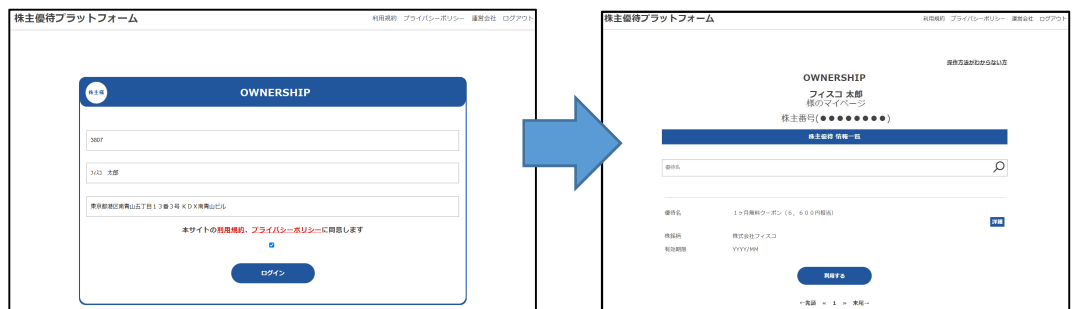 株主優待プラットフォーム
利用規約 プライバシーポリシー 運営会社 ログアウト
株主様
OWNERSHIP
3807
フィスコ 太郎
東京都港区南青山五丁目１３番３号 ＫＤＸ南青山ビル
本サイトの利用規約、プライバシーポリシーに同意します
ログイン
株主優待プラットフォーム
利用規約 プライバシーポリシー 運営会社 ログアウト
操作方法がわからない方
OWNERSHIP
フィスコ 太郎
様のマイページ
株主番号(●●●●●●●●)
株主優待 情報一覧
優待名
優待名 １ヶ月無料クーポン（６，６００円相当）
詳細
株銘柄 株式会社フィスコ
有効期限 YYYY/MM
利用する
←先頭 « 1 » 末尾→